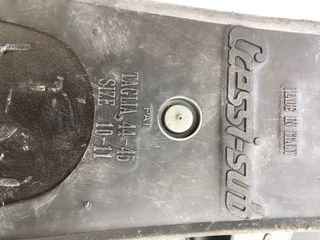 MADE IN ITALY
Cressi-sub
PAT.
TAGLIA 44-45
SIZE 10-11